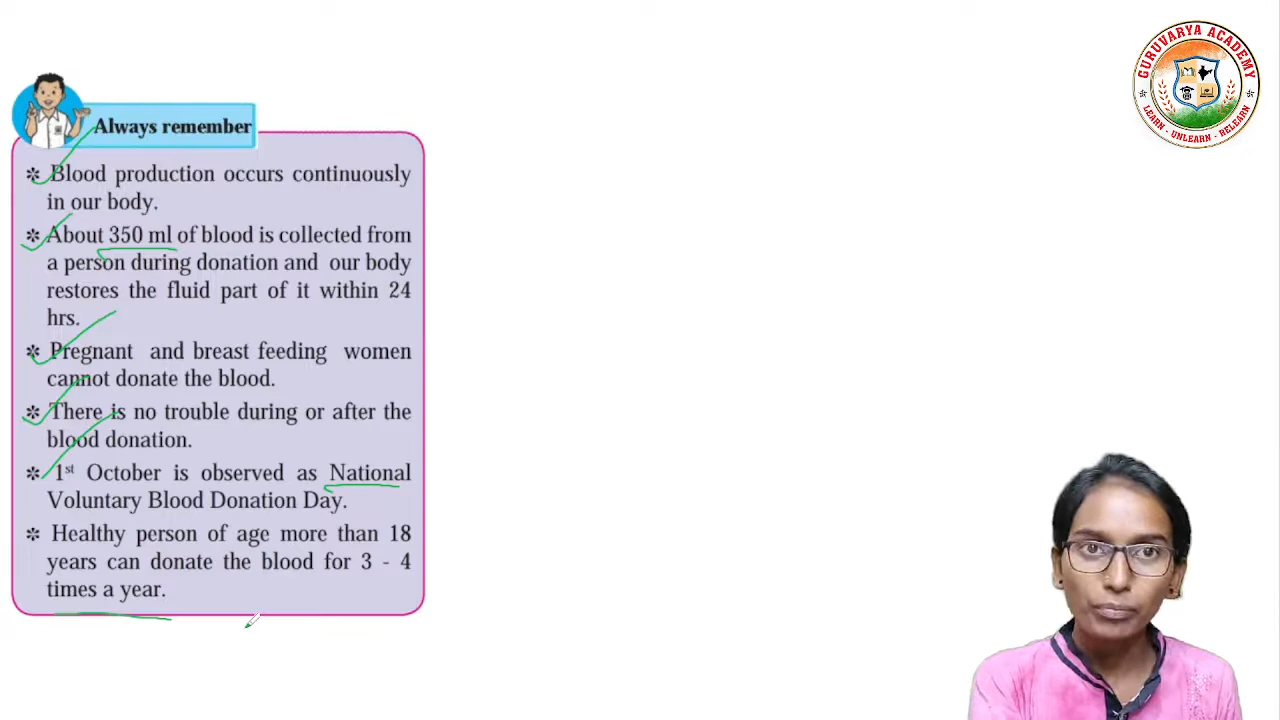 Always remember
✲ Blood production occurs continuously
in our body.
✲ About 350 ml of blood is collected from
a person during donation and our body
restores the fluid part of it within 24
hrs.
✲ Pregnant and breast feeding women
cannot donate the blood.
✲ There is no trouble during or after the
blood donation.
✲ 1st October is observed as National
Voluntary Blood Donation Day.
✲ Healthy person of age more than 18
years can donate the blood for 3 - 4
times a year.
GURUVARYA ACADEMY
LEARN - UNLEARN - RELEARN